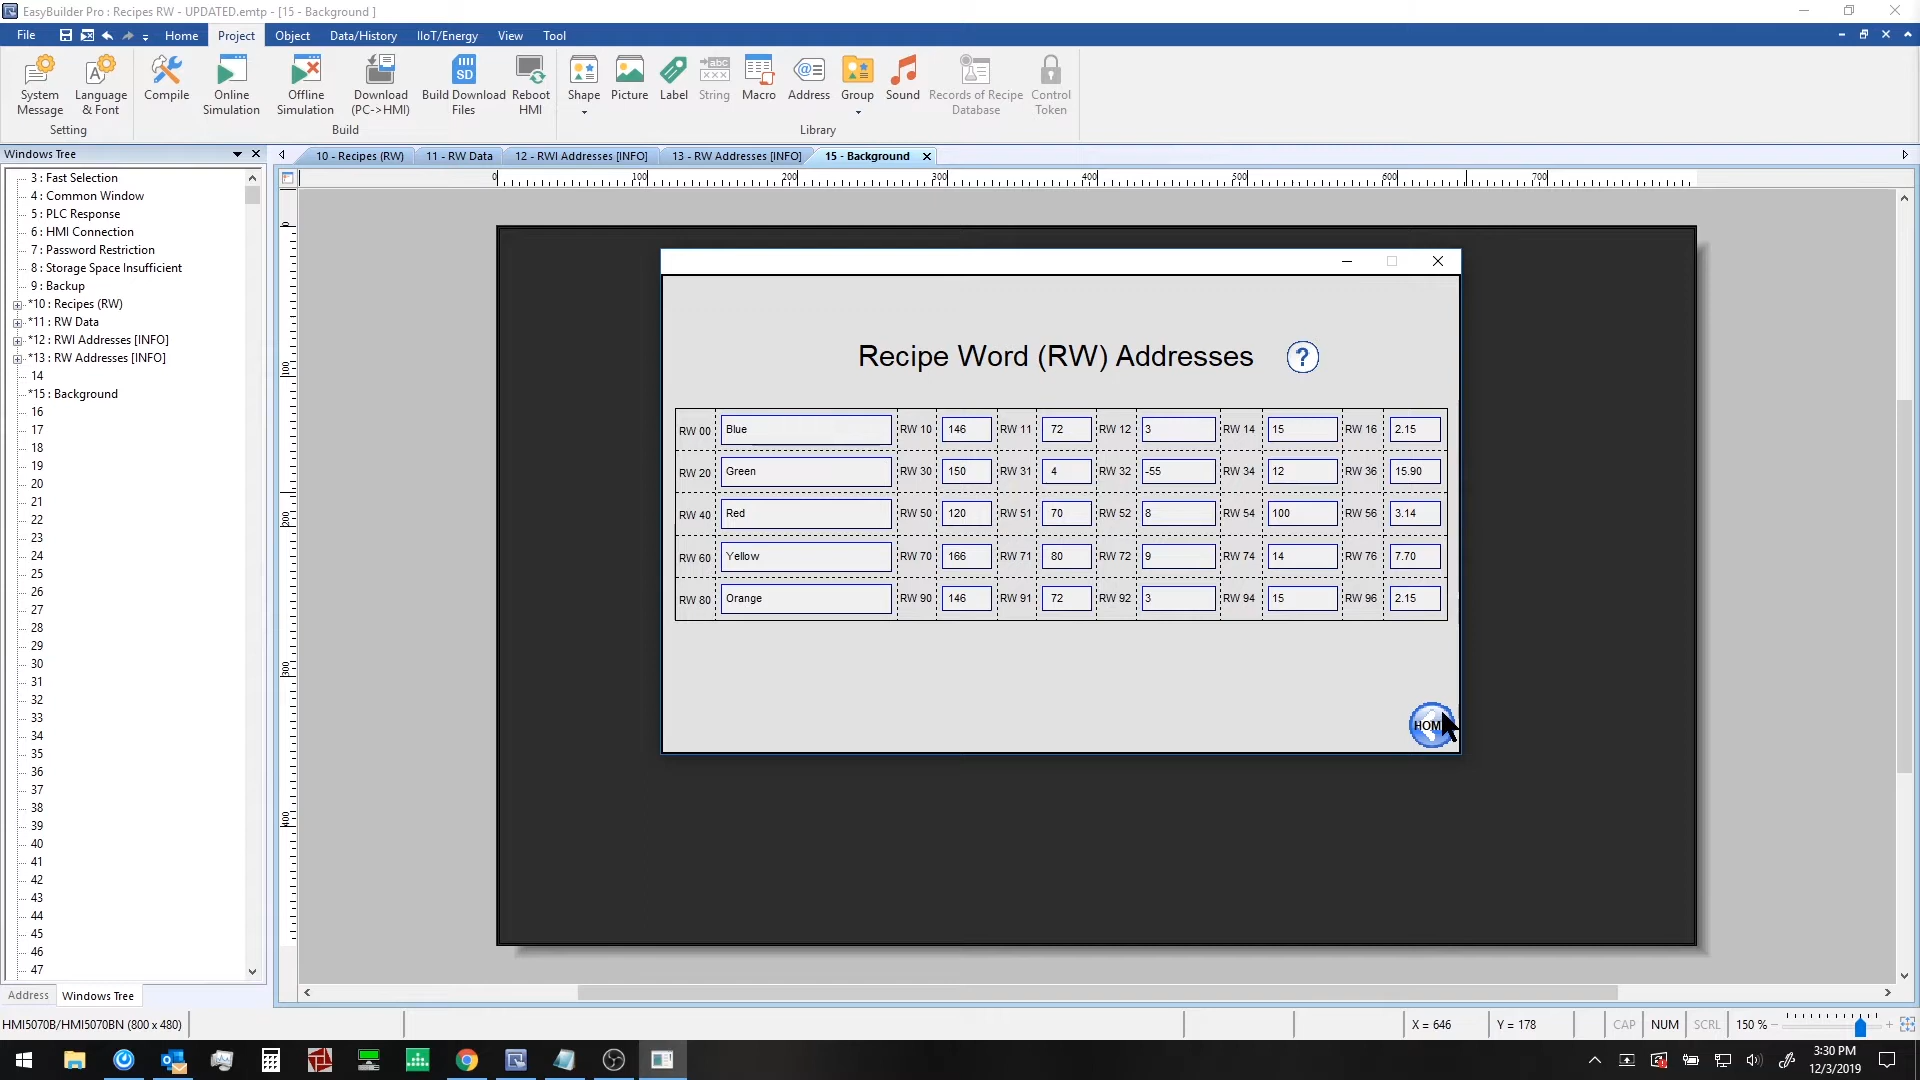 EasyBuilder Pro : Recipes RW - UPDATED.emtp - [15 - Background ]
File Home Project Object Data/History IIoT/Energy View Tool
System Message
Language & Font
Compile
Online Simulation
Offline Simulation
Download (PC->HMI)
Build Download Files
Reboot HMI
Shape
Picture
Label
String
Macro
Address
Group
Sound
Records of Recipe Database
Control Token
Setting Build Library
Windows Tree
10 - Recipes (RW) 11 - RW Data 12 - RWI Addresses [INFO] 13 - RW Addresses [INFO] 15 - Background
0 100 200 300 400 500 600 700
0
100
200
300
400
3 : Fast Selection
4 : Common Window
5 : PLC Response
6 : HMI Connection
7 : Password Restriction
8 : Storage Space Insufficient
9 : Backup
*10 : Recipes (RW)
*11 : RW Data
*12 : RWI Addresses [INFO]
*13 : RW Addresses [INFO]
14
*15 : Background
16
17
18
19
20
21
22
23
24
25
26
27
28
29
30
31
32
33
34
35
36
37
38
39
40
41
42
43
44
45
46
47
Address Windows Tree
Recipe Word (RW) Addresses ?
RW 00 Blue RW 10 146 RW 11 72 RW 12 3 RW 14 15 RW 16 2.15
RW 20 Green RW 30 150 RW 31 4 RW 32 -55 RW 34 12 RW 36 15.90
RW 40 Red RW 50 120 RW 51 70 RW 52 8 RW 54 100 RW 56 3.14
RW 60 Yellow RW 70 166 RW 71 80 RW 72 9 RW 74 14 RW 76 7.70
RW 80 Orange RW 90 146 RW 91 72 RW 92 3 RW 94 15 RW 96 2.15
HMI5070B/HMI5070BN (800 x 480) X = 646 Y = 178 CAP NUM SCRL 150 %
3:30 PM
12/3/2019